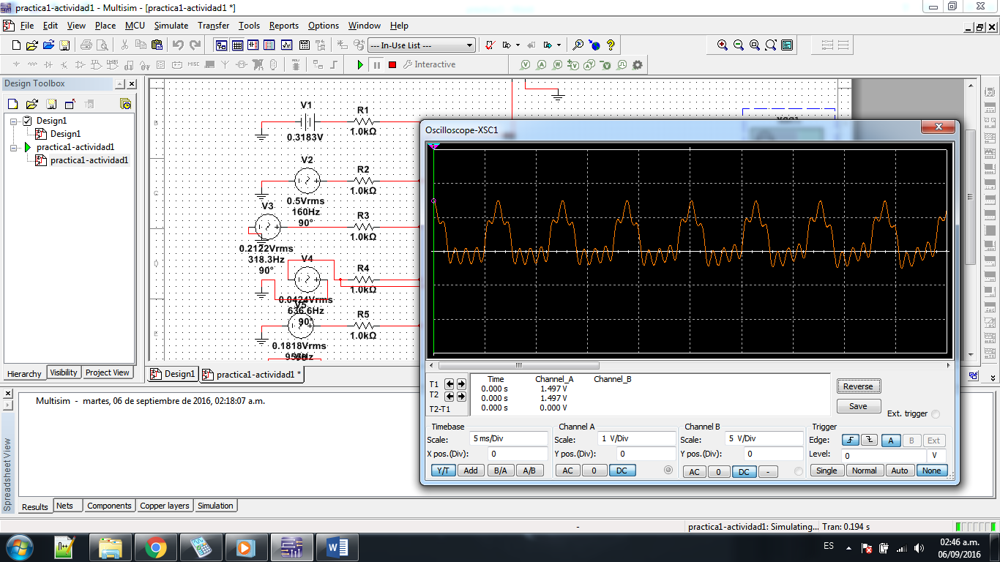 practica1-actividad1 - Multisim - [practica1-actividad1 *]
File Edit View Place MCU Simulate Transfer Tools Reports Options Window Help
--- In-Use List ---
Interactive
Design Toolbox
Design1
Design1
practica1-actividad1
practica1-actividad1
Hierarchy Visibility Project View
V1
0.3183V
R1
1.0kΩ
V2
0.5Vrms
160Hz
90°
R2
1.0kΩ
V3
0.2122Vrms
318.3Hz
90°
R3
1.0kΩ
V4
0.0424Vrms
636.6Hz
90°
R4
1.0kΩ
V5
0.1818Vrms
R5
1.0kΩ
Design1 practica1-actividad1 *
Oscilloscope-XSC1
T1
T2
T2-T1
Time Channel_A Channel_B
0.000 s 1.497 V
0.000 s 1.497 V
0.000 s 0.000 V
Reverse
Save
Ext. trigger
Timebase
Scale: 5 ms/Div
X pos.(Div): 0
Y/T Add B/A A/B
Channel A
Scale: 1 V/Div
Y pos.(Div): 0
AC 0 DC
Channel B
Scale: 5 V/Div
Y pos.(Div): 0
AC 0 DC -
Trigger
Edge: A B Ext
Level: 0 V
Single Normal Auto None
Spreadsheet View
Multisim - martes, 06 de septiembre de 2016, 02:18:07 a.m.
Results Nets Components Copper layers Simulation
- practica1-actividad1: Simulating... Tran: 0.194 s
ES
02:46 a.m.
06/09/2016